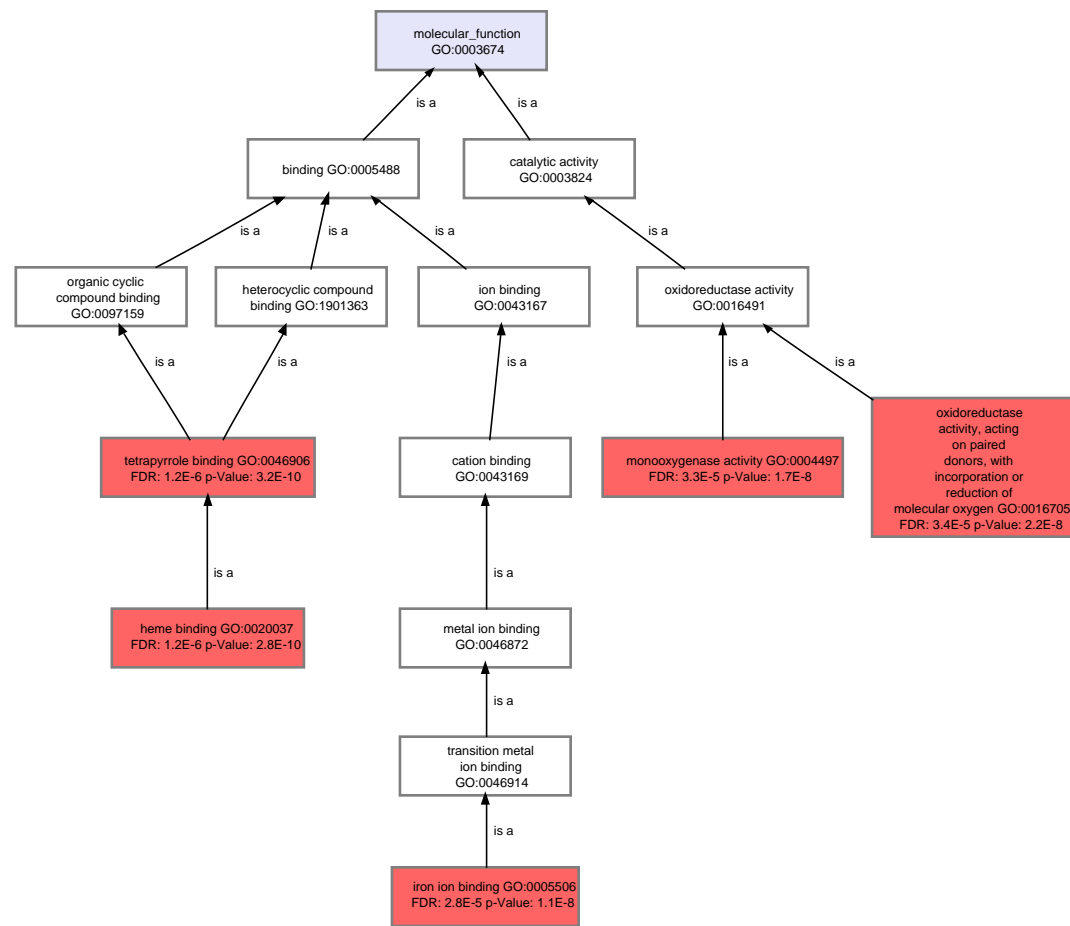 molecular_function
GO:0003674
is a
is a
binding GO:0005488
catalytic activity
GO:0003824
is a
is a
is a
is a
organic cyclic
compound binding
GO:0097159
heterocyclic compound
binding GO:1901363
ion binding
GO:0043167
oxidoreductase activity
GO:0016491
is a
is a
is a
is a
is a
tetrapyrrole binding GO:0046906
FDR: 1.2E-6 p-Value: 3.2E-10
cation binding
GO:0043169
monooxygenase activity GO:0004497
FDR: 3.3E-5 p-Value: 1.7E-8
oxidoreductase
activity, acting
on paired
donors, with
incorporation or
reduction of
molecular oxygen GO:0016705
FDR: 3.4E-5 p-Value: 2.2E-8
is a
is a
heme binding GO:0020037
FDR: 1.2E-6 p-Value: 2.8E-10
metal ion binding
GO:0046872
is a
transition metal
ion binding
GO:0046914
is a
iron ion binding GO:0005506
FDR: 2.8E-5 p-Value: 1.1E-8